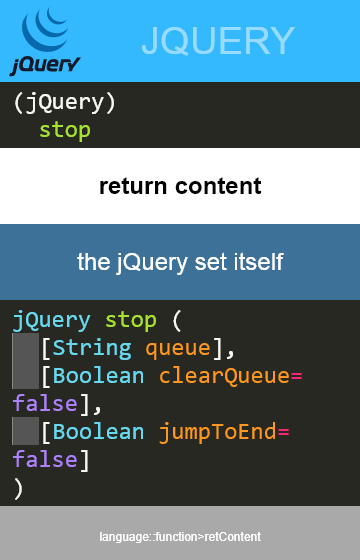 jQuery
JQUERY
(jQuery)
stop
return content
the jQuery set itself
jQuery stop (
[String queue],
[Boolean clearQueue=
false],
[Boolean jumpToEnd=
false]
)
language::function>retContent